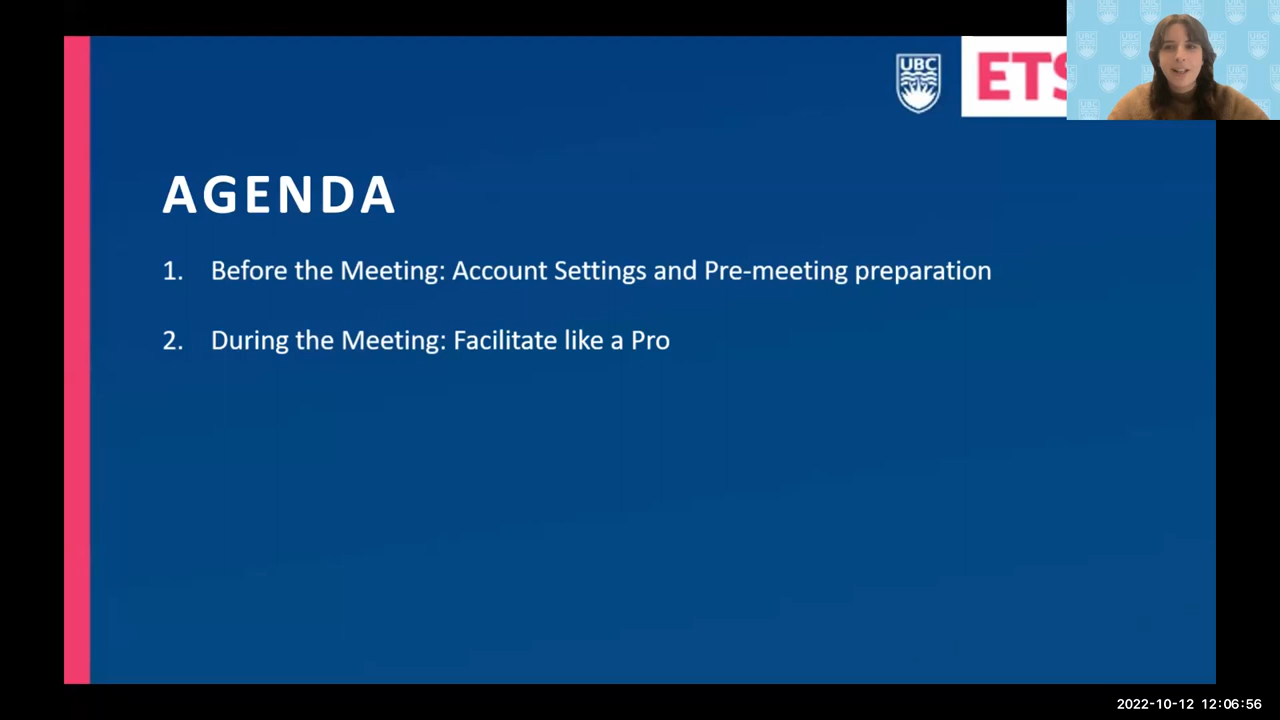 UBC
ETS
AGENDA
1. Before the Meeting: Account Settings and Pre-meeting preparation
2. During the Meeting: Facilitate like a Pro
UBC
2022-10-12 12:06:56